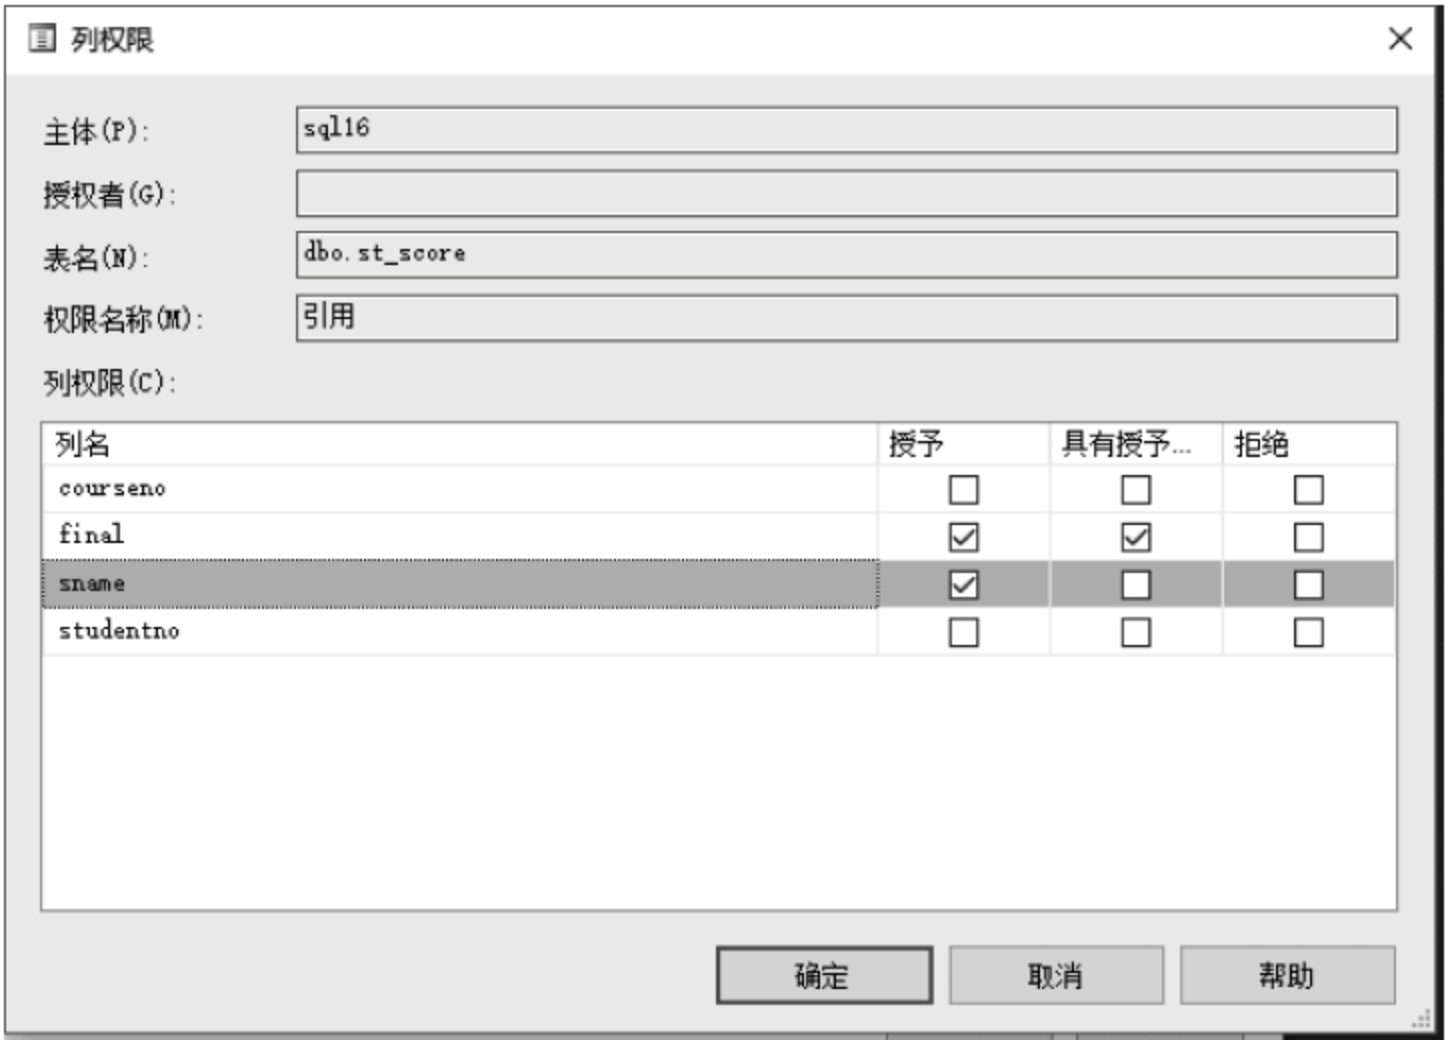 列权限
主体(P): sql16
授权者(G):
表名(N): dbo.st_score
权限名称(M): 引用
列权限(C):
列名 授予 具有授予... 拒绝
courseno
final
sname
studentno
确定 取消 帮助